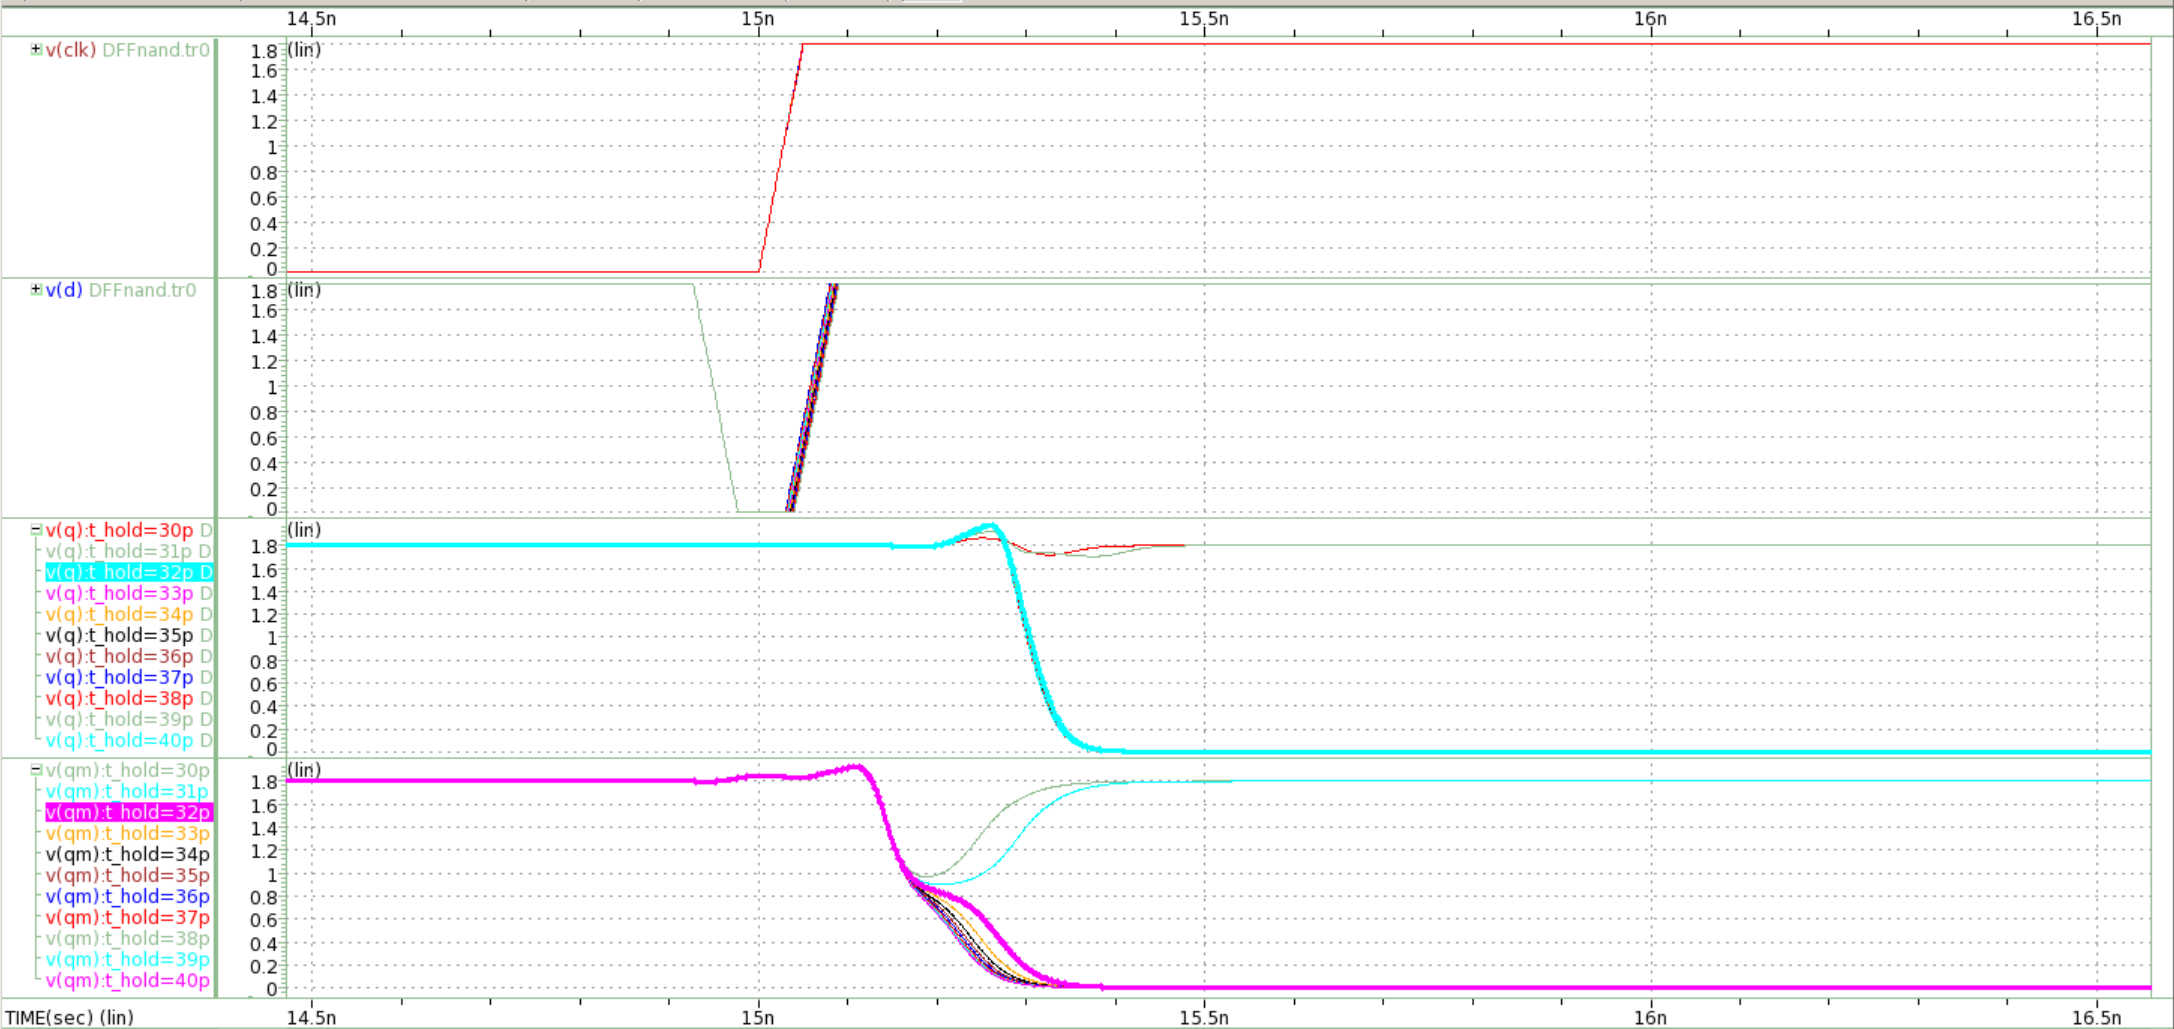 14.5n 15n 15.5n 16n 16.5n
v(clk) DFFnand.tr0
(lin)
1.8
1.6
1.4
1.2
1
0.8
0.6
0.4
0.2
0
v(d) DFFnand.tr0
(lin)
1.8
1.6
1.4
1.2
1
0.8
0.6
0.4
0.2
0
v(q):t_hold=30p D
v(q):t_hold=31p D
v(q):t_hold=32p D
v(q):t_hold=33p D
v(q):t_hold=34p D
v(q):t_hold=35p D
v(q):t_hold=36p D
v(q):t_hold=37p D
v(q):t_hold=38p D
v(q):t_hold=39p D
v(q):t_hold=40p D
(lin)
1.8
1.6
1.4
1.2
1
0.8
0.6
0.4
0.2
0
v(qm):t_hold=30p
v(qm):t_hold=31p
v(qm):t_hold=32p
v(qm):t_hold=33p
v(qm):t_hold=34p
v(qm):t_hold=35p
v(qm):t_hold=36p
v(qm):t_hold=37p
v(qm):t_hold=38p
v(qm):t_hold=39p
v(qm):t_hold=40p
(lin)
1.8
1.6
1.4
1.2
1
0.8
0.6
0.4
0.2
0
TIME(sec) (lin) 14.5n 15n 15.5n 16n 16.5n